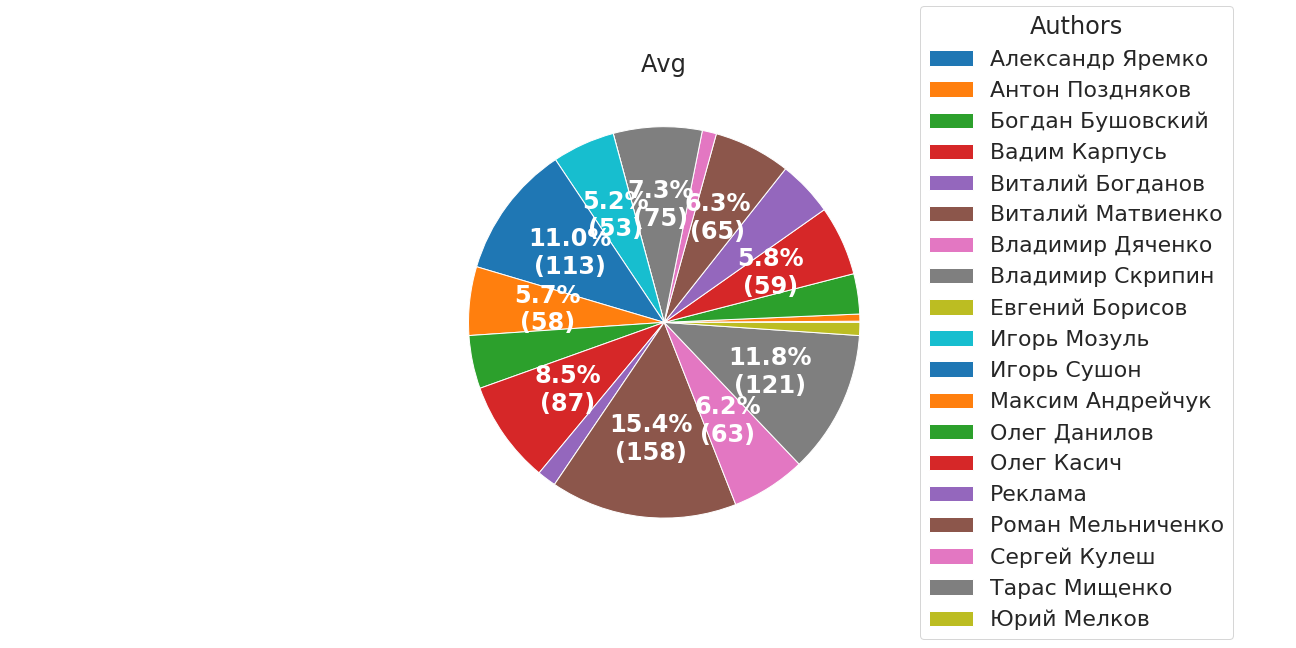 Avg
7.3%
(75)
6.3%
(65)
5.2%
(53)
5.8%
(59)
11.0%
(113)
5.7%
(58)
11.8%
(121)
8.5%
(87)
6.2%
(63)
15.4%
(158)
Authors
Александр Яремко
Антон Поздняков
Богдан Бушовский
Вадим Карпусь
Виталий Богданов
Виталий Матвиенко
Владимир Дяченко
Владимир Скрипин
Евгений Борисов
Игорь Мозуль
Игорь Сушон
Максим Андрейчук
Олег Данилов
Олег Касич
Реклама
Роман Мельниченко
Сергей Кулеш
Тарас Мищенко
Юрий Мелков